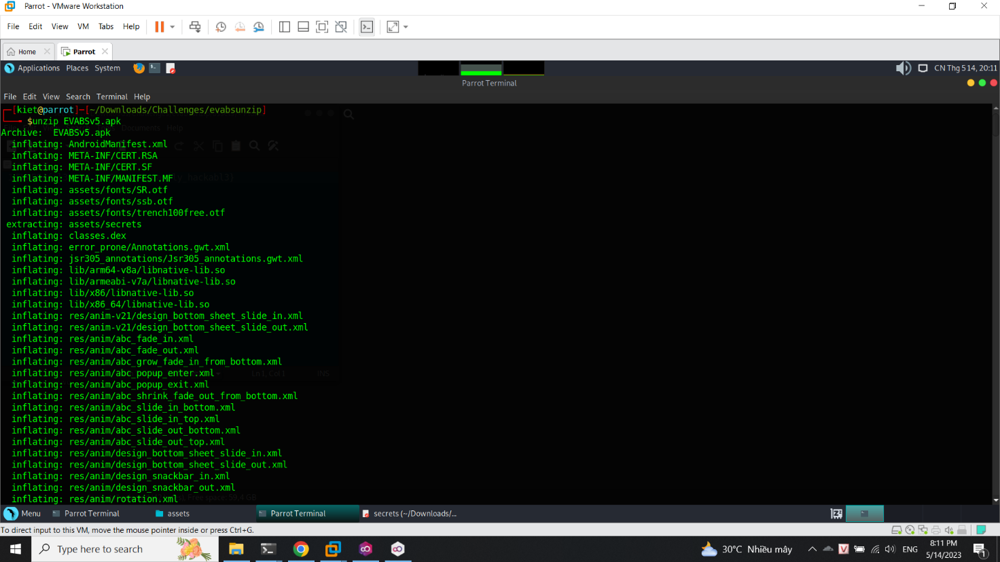 Parrot - VMware Workstation
File Edit View VM Tabs Help
Home Parrot
Applications Places System CN Thg 5 14, 20:11
Parrot Terminal
File Edit View Search Terminal Help
┌─[kiet@parrot]─[~/Downloads/Challenges/evabsunzip]
└──╼ $unzip EVABSv5.apk
Archive:  EVABSv5.apk
inflating: AndroidManifest.xml
inflating: META-INF/CERT.RSA
inflating: META-INF/CERT.SF
inflating: META-INF/MANIFEST.MF
inflating: assets/fonts/SR.otf
inflating: assets/fonts/ssb.otf
inflating: assets/fonts/trench100free.otf
extracting: assets/secrets
inflating: classes.dex
inflating: error_prone/Annotations.gwt.xml
inflating: jsr305_annotations/Jsr305_annotations.gwt.xml
inflating: lib/arm64-v8a/libnative-lib.so
inflating: lib/armeabi-v7a/libnative-lib.so
inflating: lib/x86/libnative-lib.so
inflating: lib/x86_64/libnative-lib.so
inflating: res/anim-v21/design_bottom_sheet_slide_in.xml
inflating: res/anim-v21/design_bottom_sheet_slide_out.xml
inflating: res/anim/abc_fade_in.xml
inflating: res/anim/abc_fade_out.xml
inflating: res/anim/abc_grow_fade_in_from_bottom.xml
inflating: res/anim/abc_popup_enter.xml
Ln 1, Col 1 INS
inflating: res/anim/abc_popup_exit.xml
inflating: res/anim/abc_shrink_fade_out_from_bottom.xml
inflating: res/anim/abc_slide_in_bottom.xml
inflating: res/anim/abc_slide_in_top.xml
inflating: res/anim/abc_slide_out_bottom.xml
inflating: res/anim/abc_slide_out_top.xml
inflating: res/anim/design_bottom_sheet_slide_in.xml
inflating: res/anim/design_bottom_sheet_slide_out.xml
inflating: res/anim/design_snackbar_in.xml
inflating: res/anim/design_snackbar_out.xml
inflating: res/anim/rotation.xml
Free space: 59.4 GB
Menu Parrot Terminal assets Parrot Terminal secrets (~/Downloads/...
To direct input to this VM, move the mouse pointer inside or press Ctrl+G.
Type here to search 30°C Nhiều mây ENG 8:11 PM
5/14/2023 1